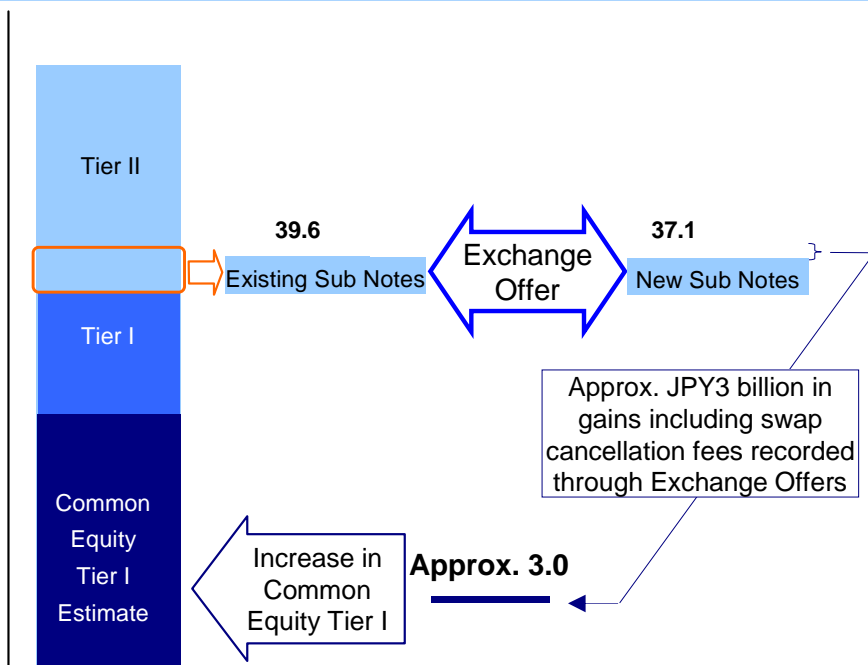 Tier II
39.6
Existing Sub Notes
Exchange
Offer
37.1
New Sub Notes
Tier I
Approx. JPY3 billion in
gains including swap
cancellation fees recorded
through Exchange Offers
Common
Equity
Tier I
Estimate
Increase in
Common
Equity Tier I
Approx. 3.0